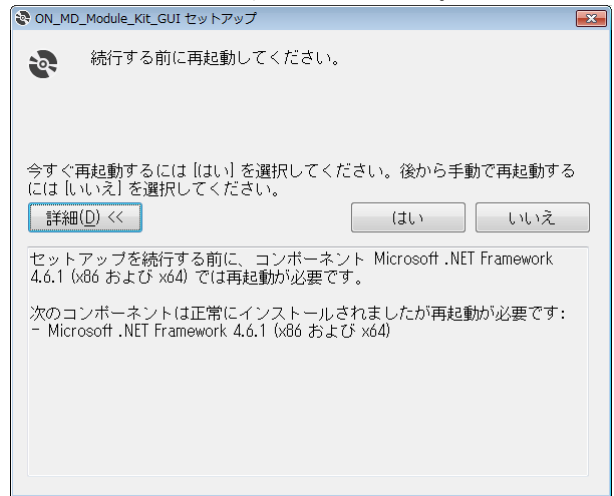 ON_MD_Module_Kit_GUI セットアップ
続行する前に再起動してください。
今すぐ再起動するには [はい] を選択してください。後から手動で再起動する
には [いいえ] を選択してください。
詳細(D) <<
はい
いいえ
セットアップを続行する前に、コンポーネント Microsoft .NET Framework
4.6.1 (x86 および x64) では再起動が必要です。
次のコンポーネントは正常にインストールされましたが再起動が必要です:
- Microsoft .NET Framework 4.6.1 (x86 および x64)